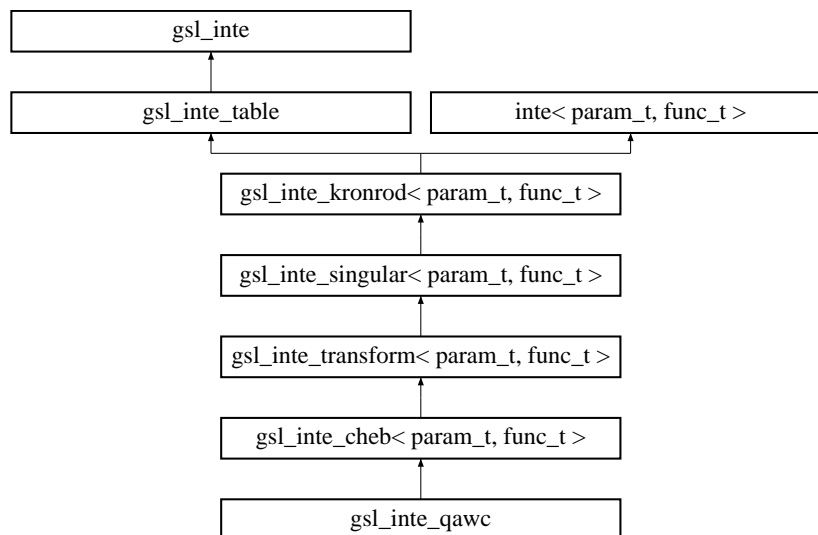 gsl_inte
gsl_inte_table
inte< param_t, func_t >
gsl_inte_kronrod< param_t, func_t >
gsl_inte_singular< param_t, func_t >
gsl_inte_transform< param_t, func_t >
gsl_inte_cheb< param_t, func_t >
gsl_inte_qawc